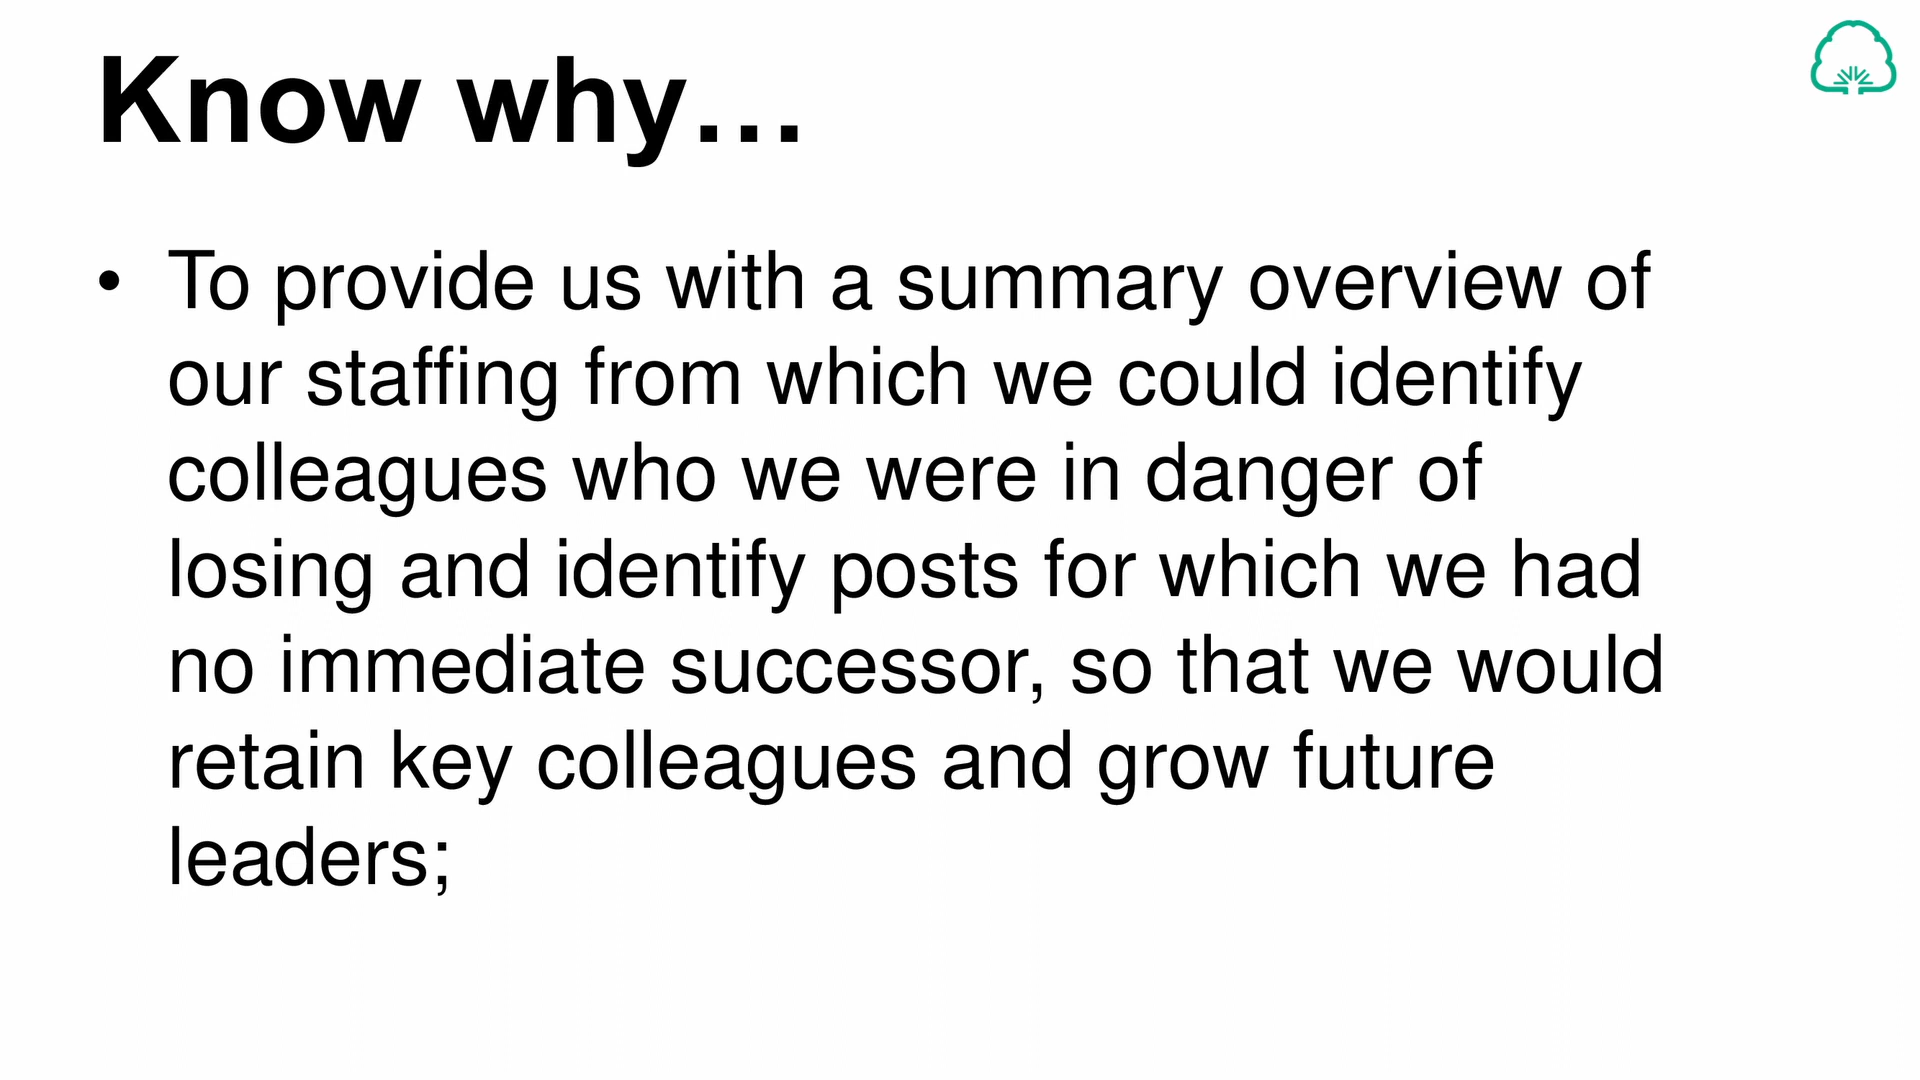 Know why…
• To provide us with a summary overview of
our staffing from which we could identify
colleagues who we were in danger of
losing and identify posts for which we had
no immediate successor, so that we would
retain key colleagues and grow future
leaders;